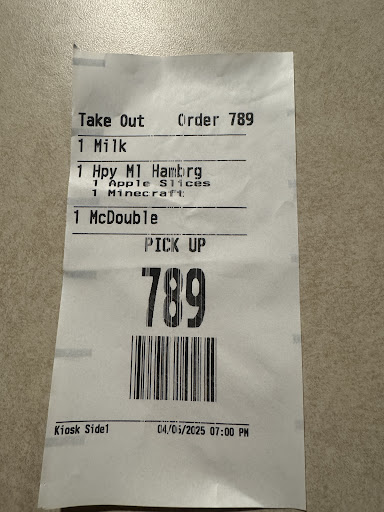 Take Out Order 789
1 Milk
1 Hpy Ml Hambrg
1 Apple Slices
1 Minecraft
1 McDouble
PICK UP
789
Kiosk Side1 04/06/2025 07:00 PM